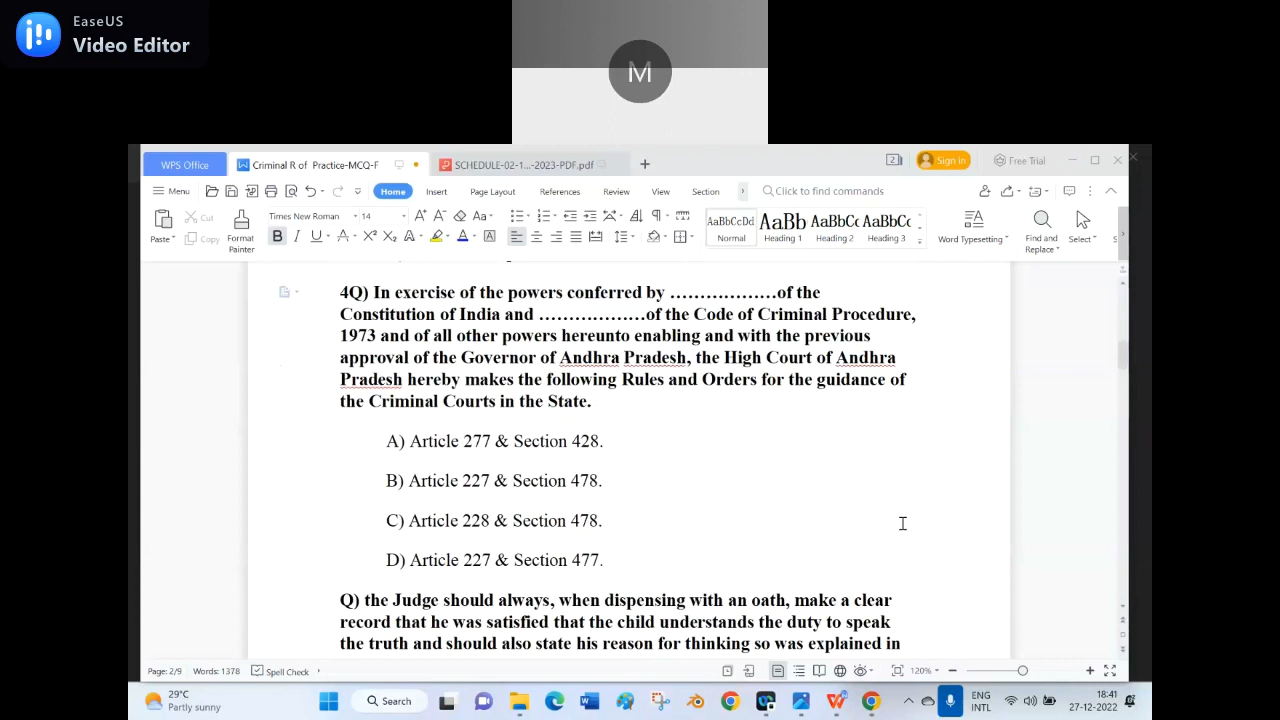 EaseUS
Video Editor
M
WPS Office
Criminal R of Practice-MCQ-F
SCHEDULE-02-1...-2023-PDF.pdf
Sign in
Free Trial
Menu
Home
Insert
Page Layout
References
Review
View
Section
Click to find commands
Paste
Cut
Copy
Format
Painter
Times New Roman
14
AaBbCcDd
Normal
AaBb
Heading 1
AaBbCc
Heading 2
AaBbCc
Heading 3
Word Typesetting
Find and
Replace
Select
4Q) In exercise of the powers conferred by ………………of the
Constitution of India and ………………of the Code of Criminal Procedure,
1973 and of all other powers hereunto enabling and with the previous
approval of the Governor of Andhra Pradesh, the High Court of Andhra
Pradesh hereby makes the following Rules and Orders for the guidance of
the Criminal Courts in the State.
A) Article 277 & Section 428.
B) Article 227 & Section 478.
C) Article 228 & Section 478.
D) Article 227 & Section 477.
Q) the Judge should always, when dispensing with an oath, make a clear
record that he was satisfied that the child understands the duty to speak
the truth and should also state his reason for thinking so was explained in
Page: 2/9
Words: 1378
Spell Check
120%
29°C
Partly sunny
Search
ENG
INTL
18:41
27-12-2022